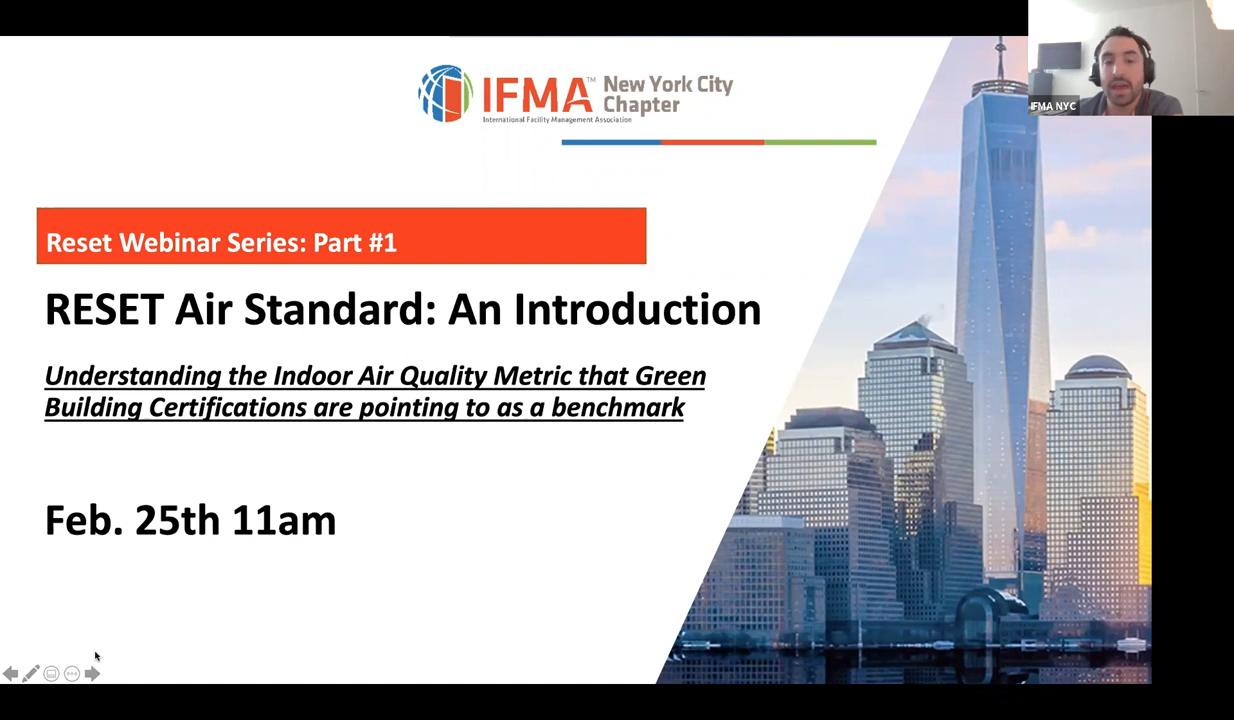 IFMA™ New York City
Chapter
International Facility Management Association
IFMA NYC
Reset Webinar Series: Part #1
RESET Air Standard: An Introduction
Understanding the Indoor Air Quality Metric that Green
Building Certifications are pointing to as a benchmark
Feb. 25th 11am